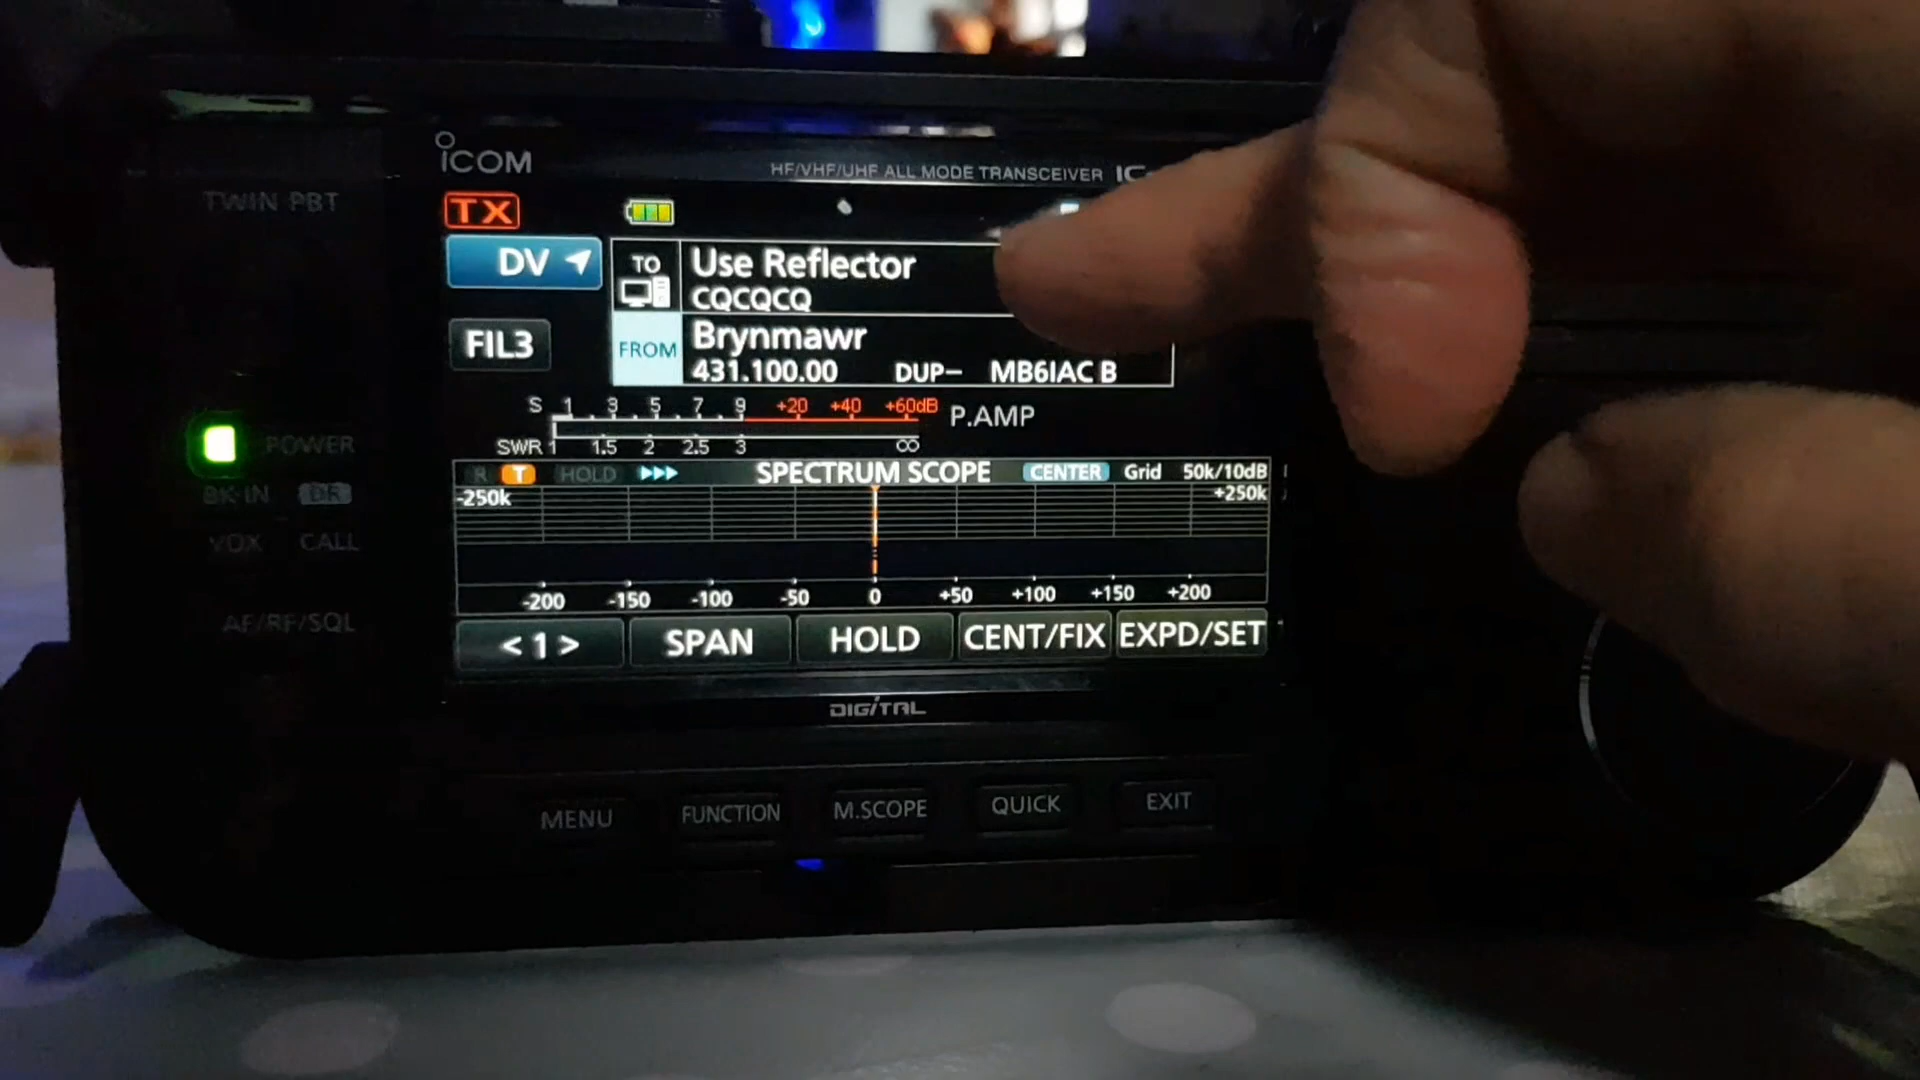 ICOM
HF/VHF/UHF ALL MODE TRANSCEIVER IC-
TWIN PBT
TX
DV
TO
Use Reflector
CQCQCQ
FIL3
FROM
Brynmawr
431.100.00 DUP– MB6IAC B
S 1 3 5 7 9 +20 +40 +60dB P.AMP
SWR 1 1.5 2 2.5 3 ∞
POWER
R T HOLD SPECTRUM SCOPE CENTER Grid 50k/10dB
BK-IN DR
-250k +250k
VOX CALL
-200 -150 -100 -50 0 +50 +100 +150 +200
AF/RF/SQL
< 1 > SPAN HOLD CENT/FIX EXPD/SET
DIGITAL
MENU FUNCTION M.SCOPE QUICK EXIT